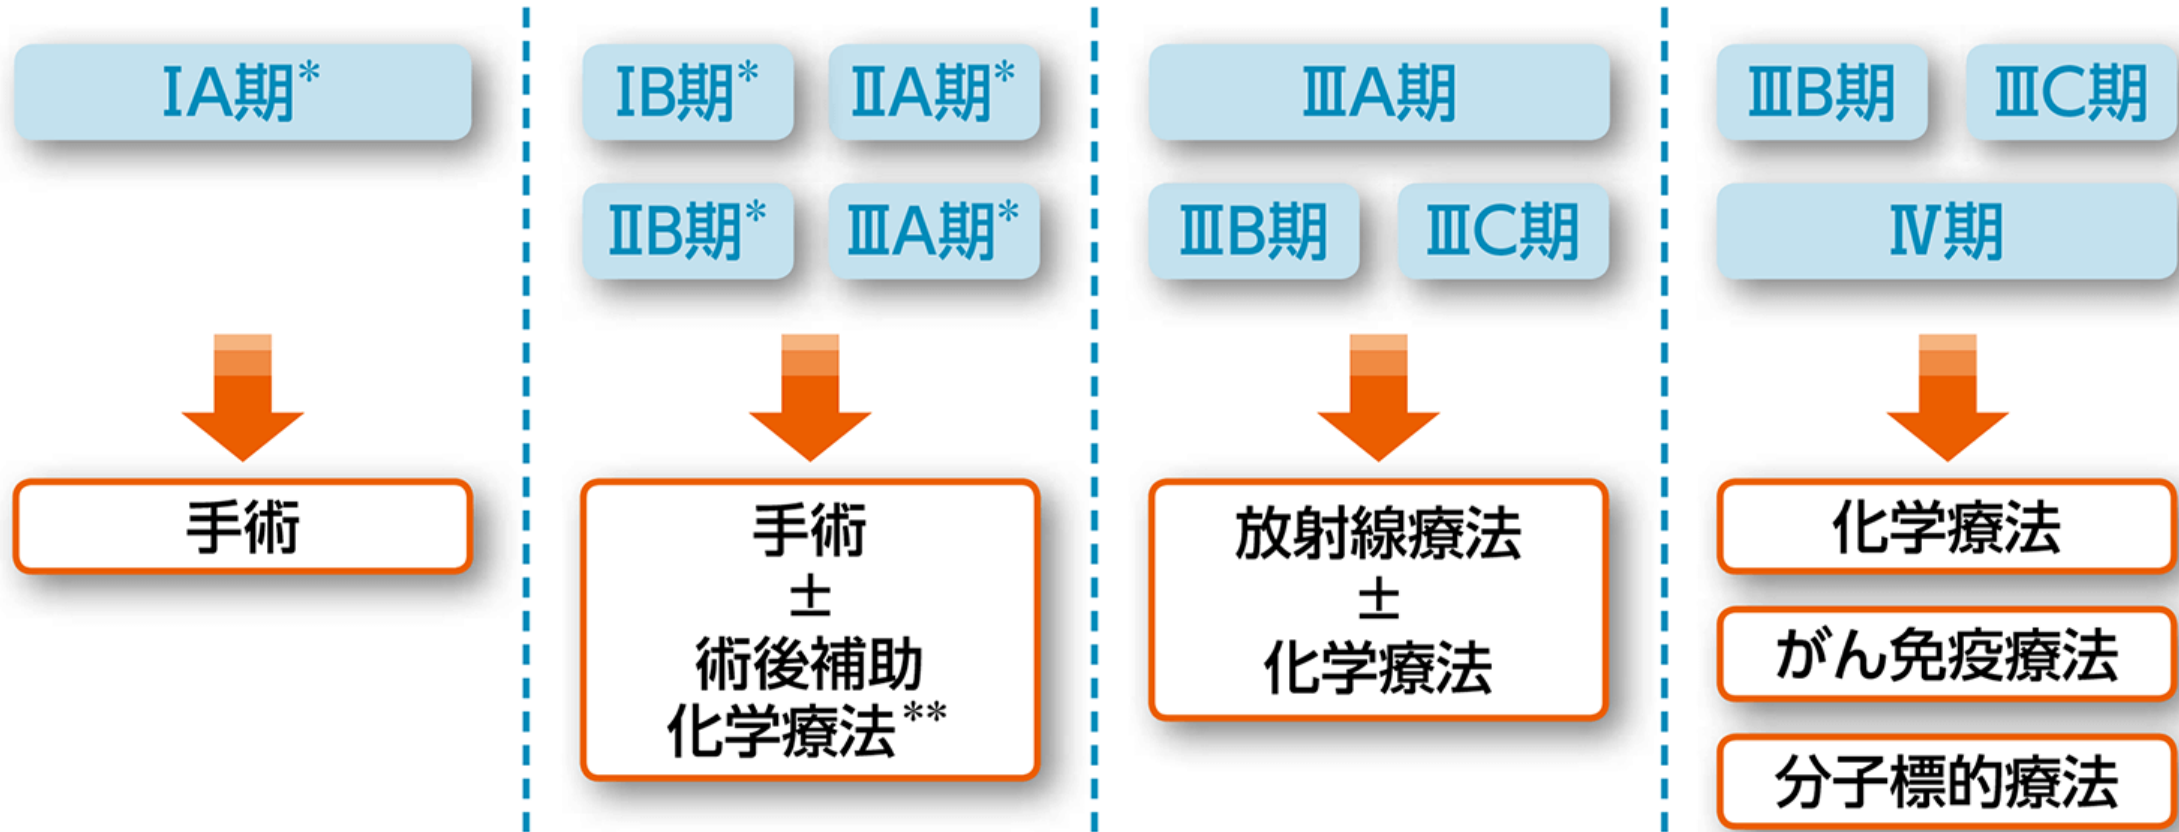 ⅠA期*
ⅠB期* ⅡA期*
ⅡB期* ⅢA期*
ⅢA期
ⅢB期 ⅢC期
ⅢB期 ⅢC期
Ⅳ期
手術
手術
±
術後補助
化学療法**
放射線療法
±
化学療法
化学療法
がん免疫療法
分子標的療法